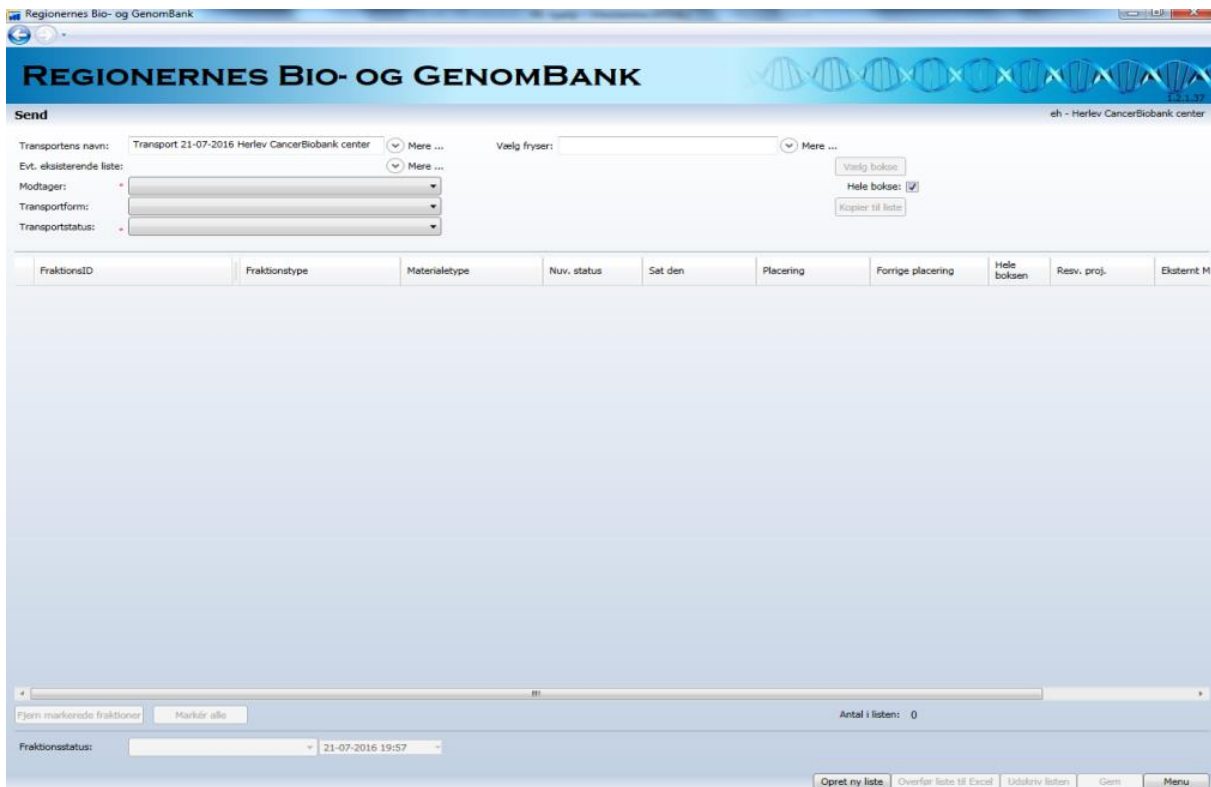 Regionernes Bio- og GenomBank
REGIONERNES BIO- OG GENOMBANK
1.2.1.37
Send
eh - Herlev CancerBiobank center
Transportens navn: Transport 21-07-2016 Herlev CancerBiobank center Mere ... Vælg fryser: Mere ...
Evt. eksisterende liste: Mere ... Vælg bokse
Modtager: * Hele bokse:
Transportform: Kopier til liste
Transportstatus: *
FraktionsID Fraktionstype Materialetype Nuv. status Sat den Placering Forrige placering Hele boksen Resv. proj. Eksternt M
Fjern markerede fraktioner Markér alle Antal i listen: 0
Fraktionsstatus: 21-07-2016 19:57
Opret ny liste Overfør liste til Excel Udskriv listen Gem Menu